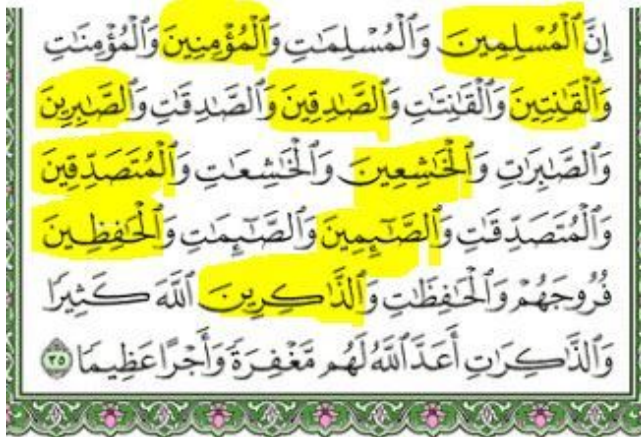 إِنَّ ٱلْمُسْلِمِينَ وَٱلْمُسْلِمَٰتِ وَٱلْمُؤْمِنِينَ وَٱلْمُؤْمِنَٰتِ
وَٱلْقَٰنِتِينَ وَٱلْقَٰنِتَٰتِ وَٱلصَّٰدِقِينَ وَٱلصَّٰدِقَٰتِ وَٱلصَّٰبِرِينَ
وَٱلصَّٰبِرَٰتِ وَٱلْخَٰشِعِينَ وَٱلْخَٰشِعَٰتِ وَٱلْمُتَصَدِّقِينَ
وَٱلْمُتَصَدِّقَٰتِ وَٱلصَّٰٓئِمِينَ وَٱلصَّٰٓئِمَٰتِ وَٱلْحَٰفِظِينَ
فُرُوجَهُمْ وَٱلْحَٰفِظَٰتِ وَٱلذَّٰكِرِينَ ٱللَّهَ كَثِيرًا
وَٱلذَّٰكِرَٰتِ أَعَدَّ ٱللَّهُ لَهُم مَّغْفِرَةً وَأَجْرًا عَظِيمًا ٣٥